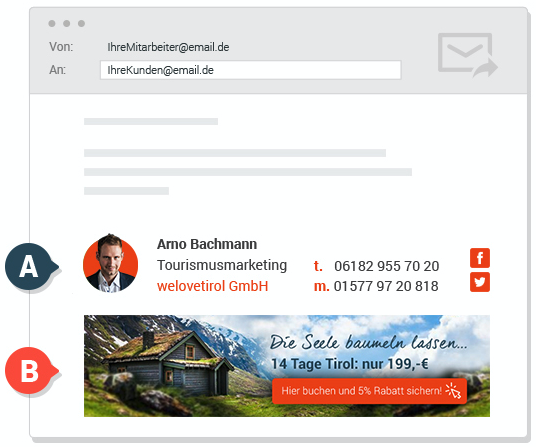 Von: IhreMitarbeiter@email.de
An: IhreKunden@email.de
A
Arno Bachmann
Tourismusmarketing
welovetirol GmbH
t. 06182 955 70 20
m. 01577 97 20 818
f
B
Die Seele baumeln lassen...
14 Tage Tirol: nur 199,-€
Hier buchen und 5% Rabatt sichern!